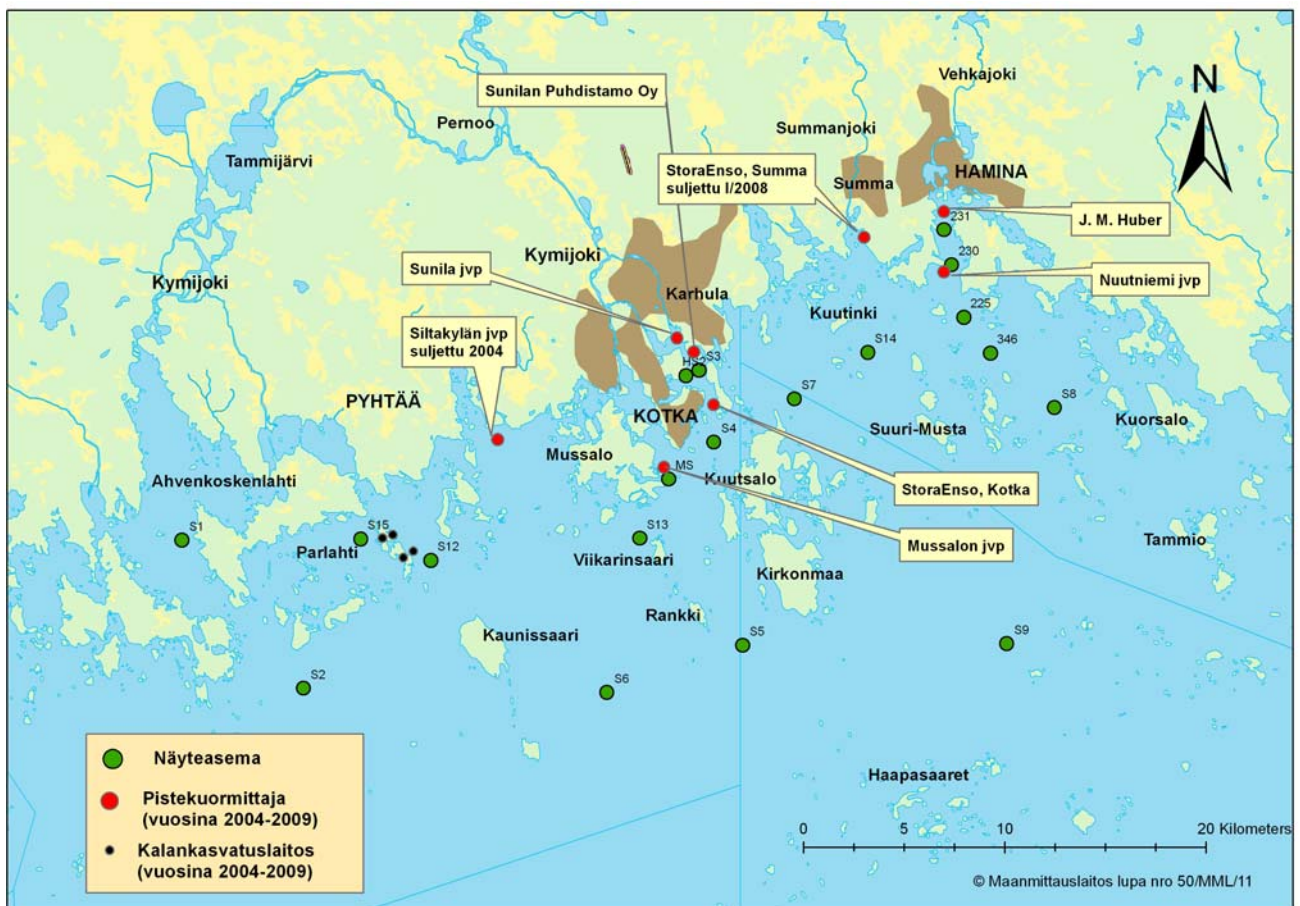 Vehkajoki
N
Sunilan Puhdistamo Oy
Pernoo
Summanjoki
Tammijärvi
StoraEnso, Summa
suljettu I/2008
Summa
HAMINA
J. M. Huber
231
Kymijoki
Sunila jvp
230
Kymijoki
Karhula
Nuutniemi jvp
Siltakylän jvp
suljettu 2004
Kuutinki
225
S14
346
HS2
S3
PYHTÄÄ
S7
S8
KOTKA
Kuorsalo
Suuri-Musta
S4
Mussalo
MS
Kuutsalo
Ahvenkoskenlahti
StoraEnso, Kotka
S1
S15
S13
Tammio
Parlahti
S12
Viikarinsaari
Mussalon jvp
Kirkonmaa
Rankki
Kaunissaari
S5
S9
S2
S6
Näyteasema
Haapasaaret
Pistekuormittaja
(vuosina 2004-2009)
0 5 10 20 Kilometers
Kalankasvatuslaitos
(vuosina 2004-2009)
© Maanmittauslaitos lupa nro 50/MML/11